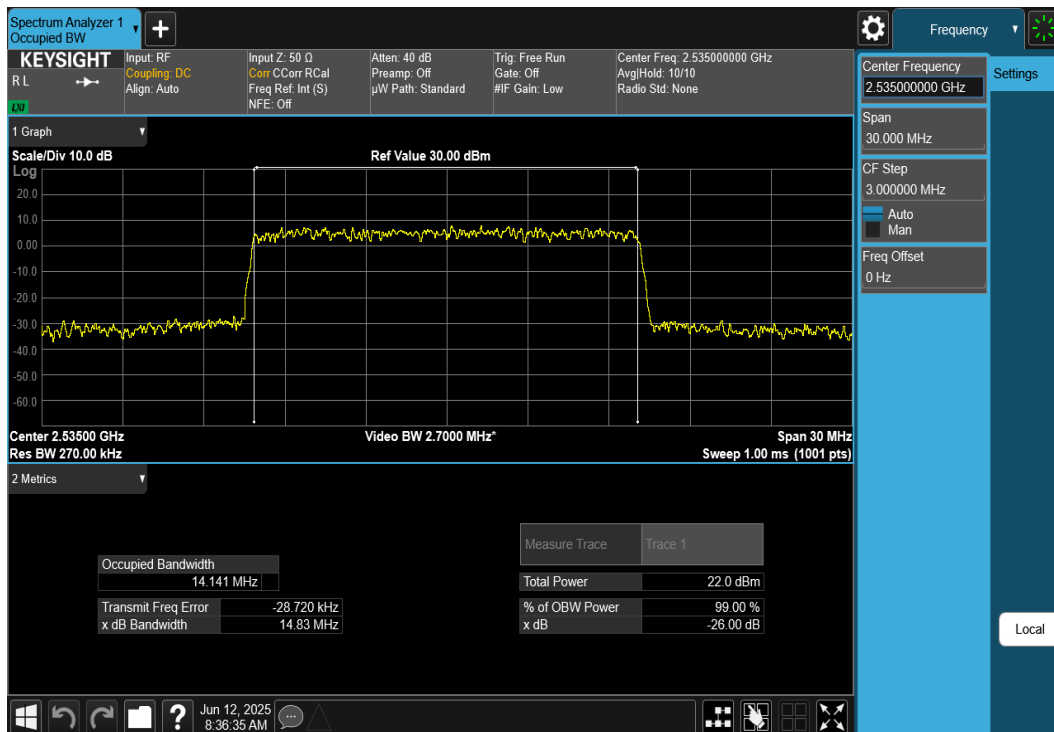 Spectrum Analyzer 1
Occupied BW
Frequency
KEYSIGHT
R L
LXI
Input: RF
Coupling: DC
Align: Auto
Input Z: 50 Ω
Corr CCorr RCal
Freq Ref: Int (S)
NFE: Off
Atten: 40 dB
Preamp: Off
µW Path: Standard
Trig: Free Run
Gate: Off
#IF Gain: Low
Center Freq: 2.535000000 GHz
Avg|Hold: 10/10
Radio Std: None
Center Frequency
2.535000000 GHz
Settings
Span
30.000 MHz
CF Step
3.000000 MHz
Auto
Man
Freq Offset
0 Hz
Local
1 Graph
Scale/Div 10.0 dB
Ref Value 30.00 dBm
Log
20.0
10.0
0.00
-10.0
-20.0
-30.0
-40.0
-50.0
-60.0
Center 2.53500 GHz
Video BW 2.7000 MHz*
Span 30 MHz
Res BW 270.00 kHz
Sweep 1.00 ms (1001 pts)
2 Metrics
Measure Trace Trace 1
Occupied Bandwidth
14.141 MHz
Total Power 22.0 dBm
Transmit Freq Error -28.720 kHz
% of OBW Power 99.00 %
x dB Bandwidth 14.83 MHz
x dB -26.00 dB
?
Jun 12, 2025
8:36:35 AM